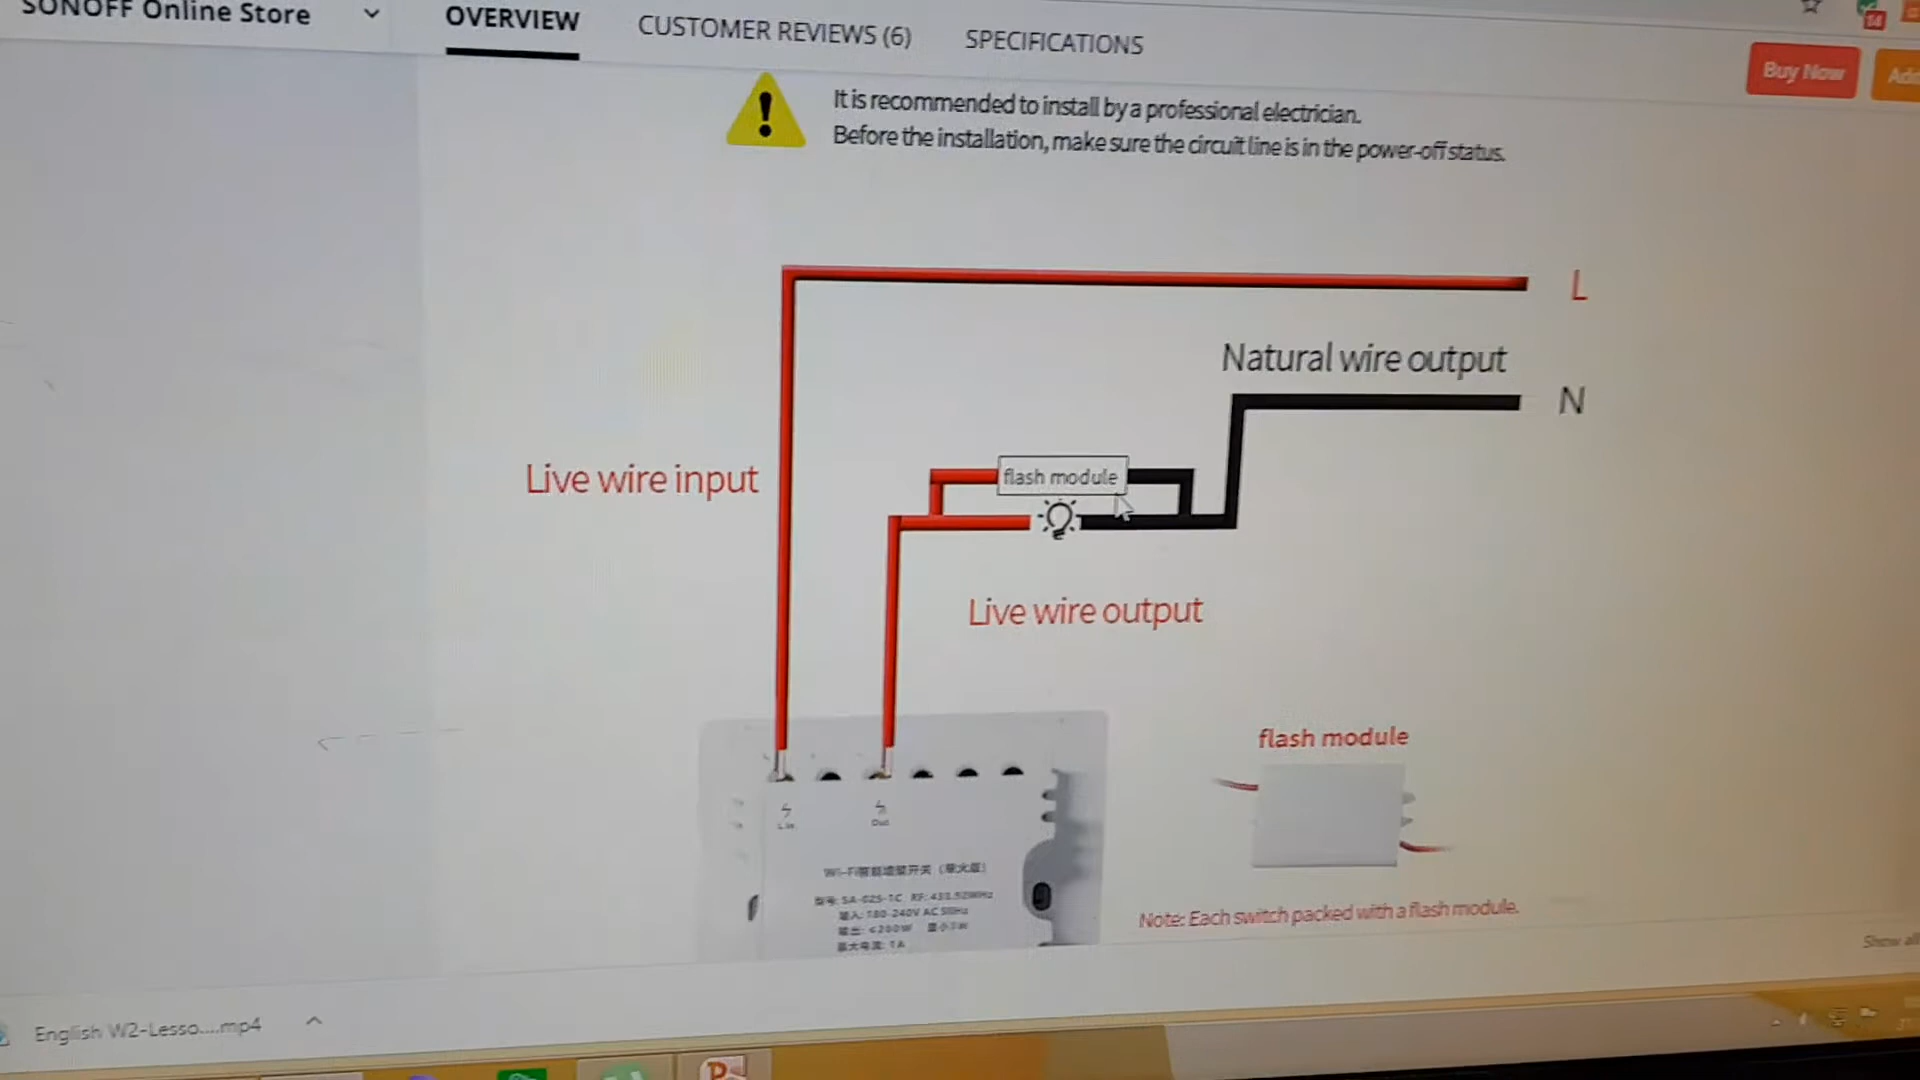 SONOFF Online Store
OVERVIEW
CUSTOMER REVIEWS (6)
SPECIFICATIONS
Buy Now
It is recommended to install by a professional electrician.
Before the installation, make sure the circuit line is in the power-off status.
L
Natural wire output
N
Live wire input
flash module
Live wire output
flash module
Note: Each switch packed with a flash module.
Show all
English W2-Lesso....mp4